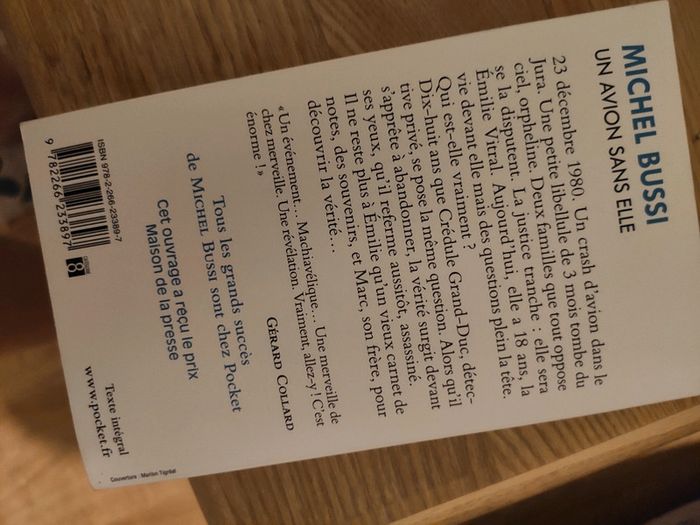 MICHEL BUSSI
UN AVION SANS ELLE
23 décembre 1980. Un crash d'avion dans le
Jura. Une petite libellule de 3 mois tombe du
ciel, orpheline. Deux familles que tout oppose
se la disputent. La justice tranche : elle sera
Émilie Vitral. Aujourd'hui, elle a 18 ans, la
vie devant elle mais des questions plein la tête.
Qui est-elle vraiment ?
Dix-huit ans que Crédule Grand-Duc, détec-
tive privé, se pose la même question. Alors qu'il
s'apprête à abandonner, la vérité surgit devant
ses yeux, qu'il referme aussitôt, assassiné.
Il ne reste plus à Émilie qu'un vieux carnet de
notes, des souvenirs, et Marc, son frère, pour
découvrir la vérité…
« Un événement… Machiavélique… Une merveille de
chez merveille. Une révélation. Vraiment, allez-y ! C'est
énorme ! »
GÉRARD COLLARD
Tous les grands succès
de MICHEL BUSSI sont chez Pocket
Cet ouvrage a reçu le prix
Maison de la presse
Texte intégral
www.pocket.fr
ISBN 978-2-266-23389-7
9 782266 233897
8